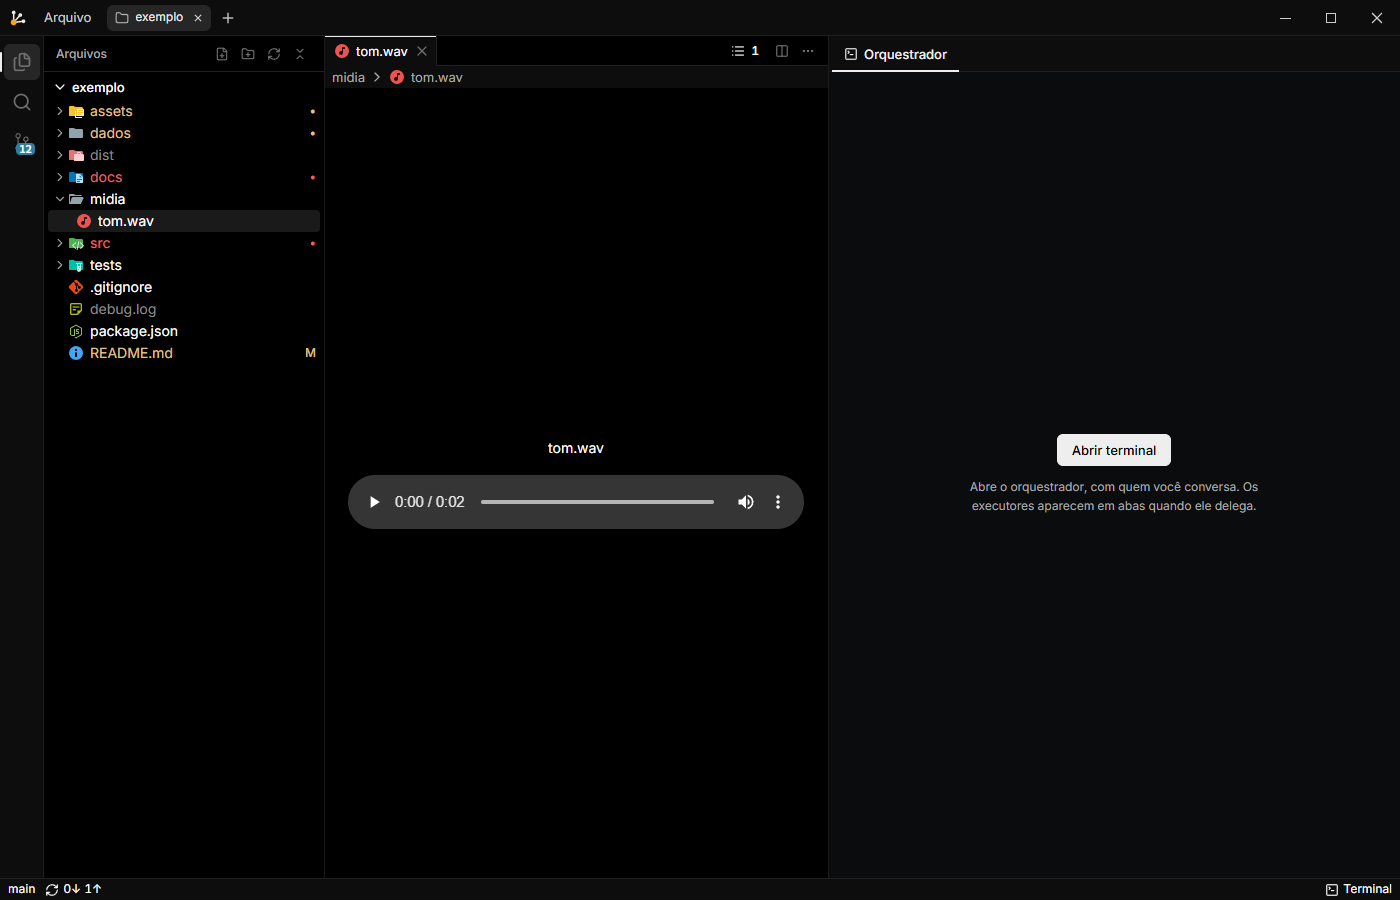 Arquivo
exemplo
Arquivos
tom.wav
1
Orquestrador
midia
tom.wav
exemplo
assets
dados
dist
docs
midia
tom.wav
src
tests
.gitignore
debug.log
package.json
README.md
M
12
tom.wav
0:00 / 0:02
Abrir terminal
Abre o orquestrador, com quem você conversa. Os
executores aparecem em abas quando ele delega.
main
0↓ 1↑
Terminal